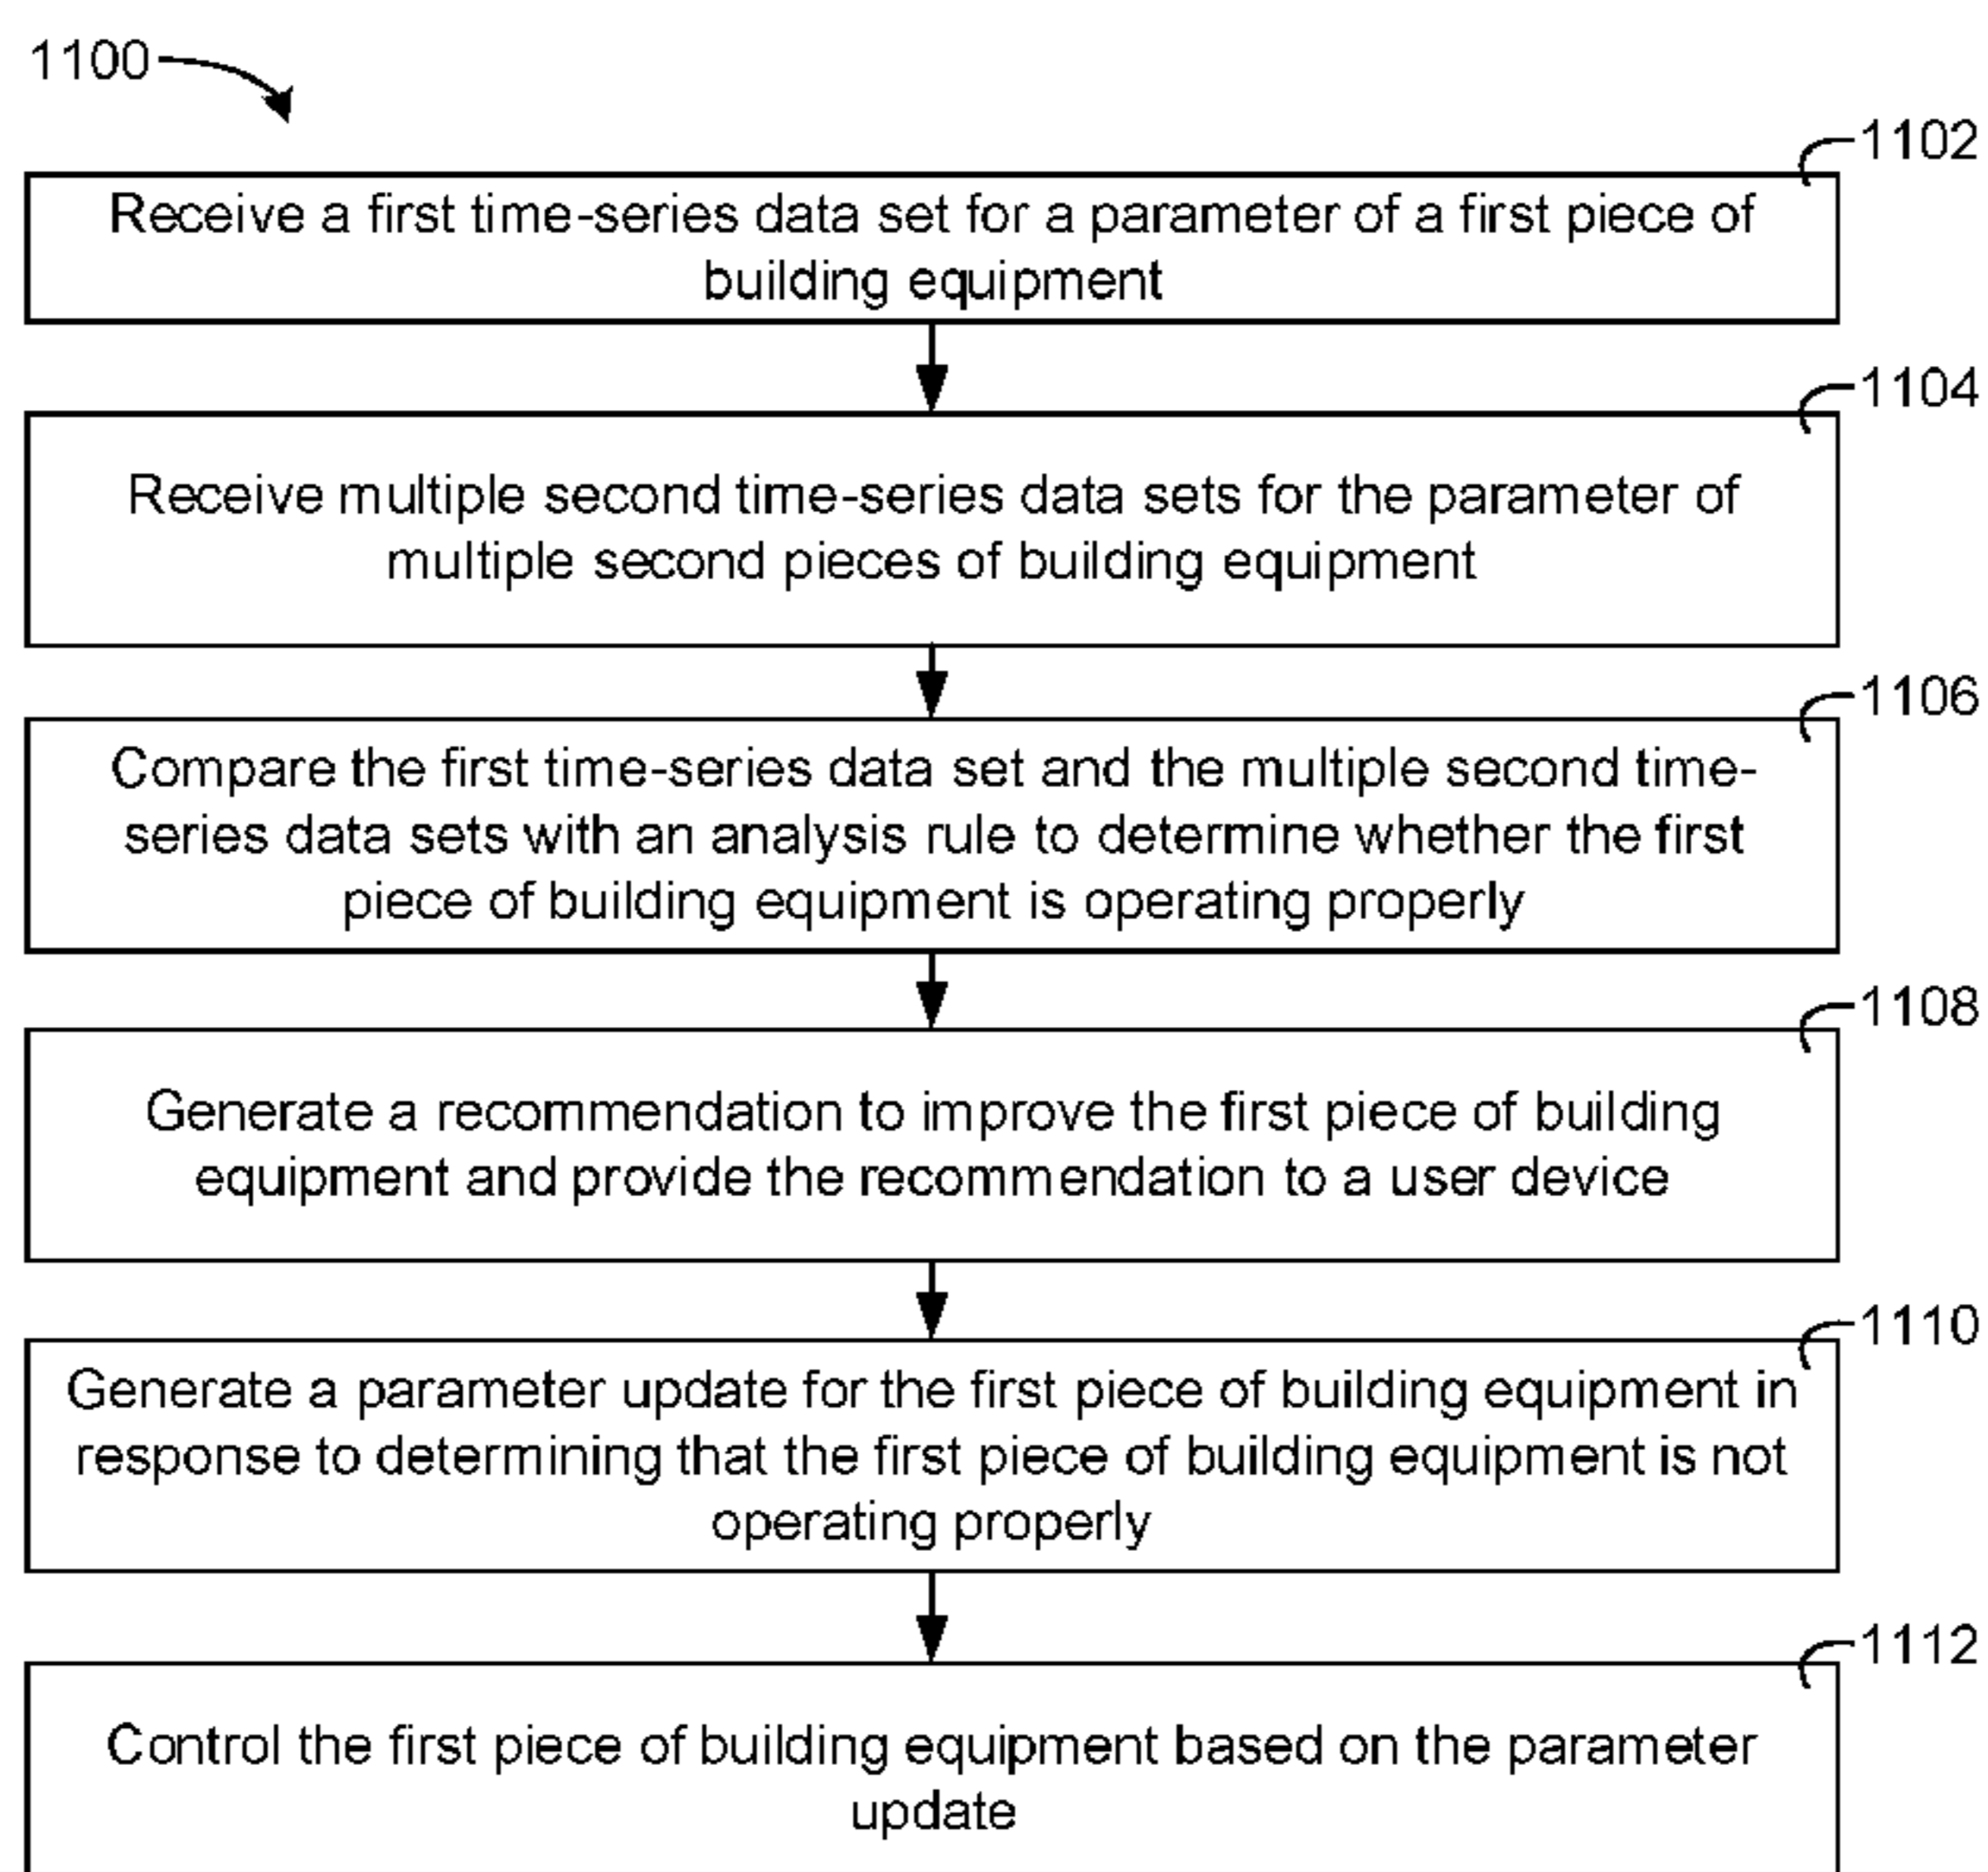 1100
1102
Receive a first time-series data set for a parameter of a first piece of
building equipment
1104
Receive multiple second time-series data sets for the parameter of
multiple second pieces of building equipment
1106
Compare the first time-series data set and the multiple second time-
series data sets with an analysis rule to determine whether the first
piece of building equipment is operating properly
1108
Generate a recommendation to improve the first piece of building
equipment and provide the recommendation to a user device
1110
Generate a parameter update for the first piece of building equipment in
response to determining that the first piece of building equipment is not
operating properly
1112
Control the first piece of building equipment based on the parameter
update